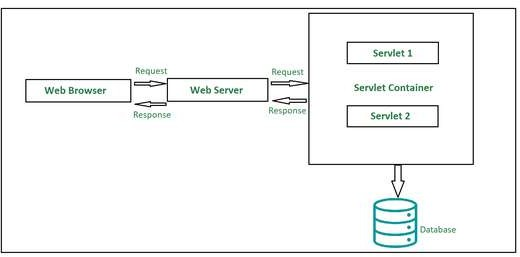 Web Browser
Request
Response
Web Server
Request
Response
Servlet 1
Servlet Container
Servlet 2
Database